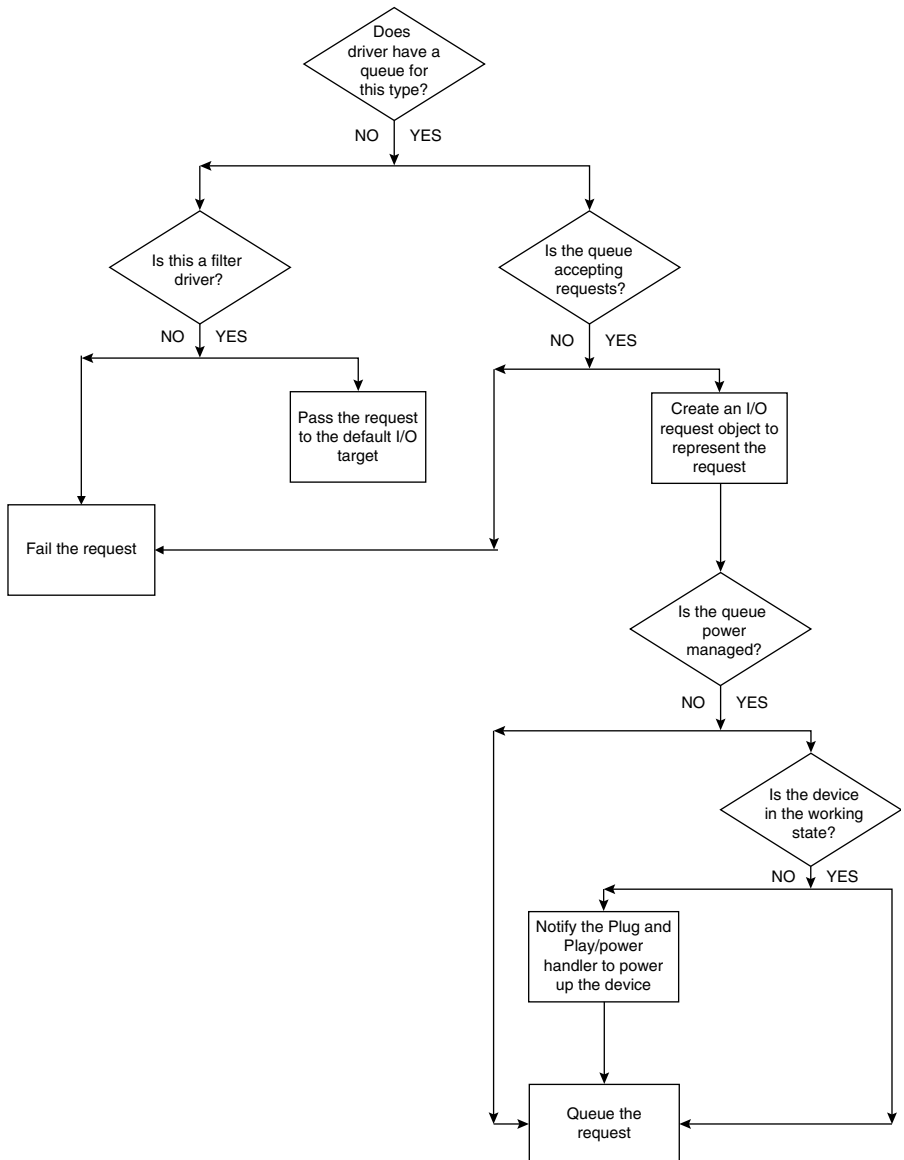 Does
driver have a
queue for
this type?
NO YES
Is this a filter
driver?
Is the queue
accepting
requests?
NO YES
NO YES
Pass the request
to the default I/O
target
Create an I/O
request object to
represent the
request
Fail the request
Is the queue
power
managed?
NO YES
Is the device
in the working
state?
NO YES
Notify the Plug and
Play/power
handler to power
up the device
Queue the
request